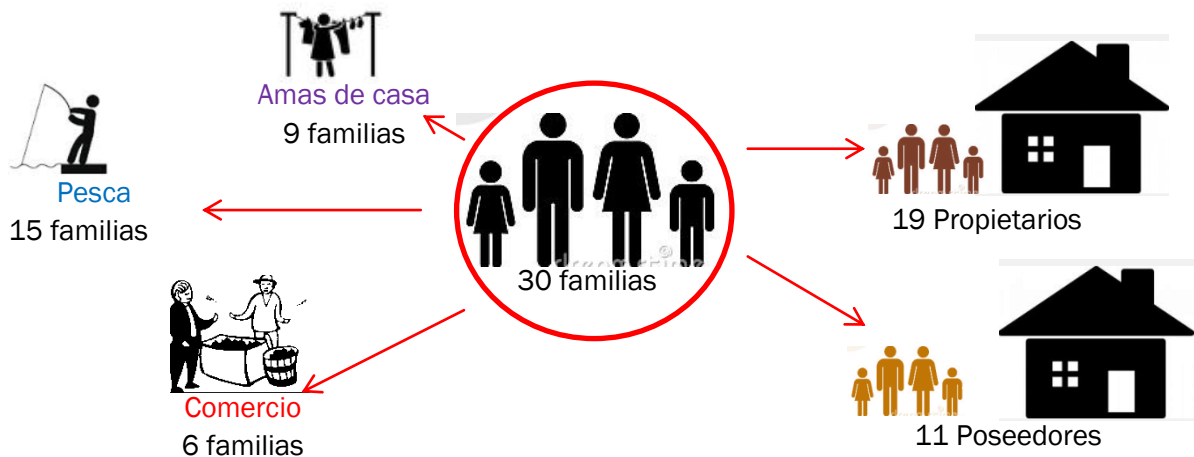 Amas de casa
9 familias
Pesca
15 familias
Comercio
6 familias
30 familias
19 Propietarios
11 Poseedores